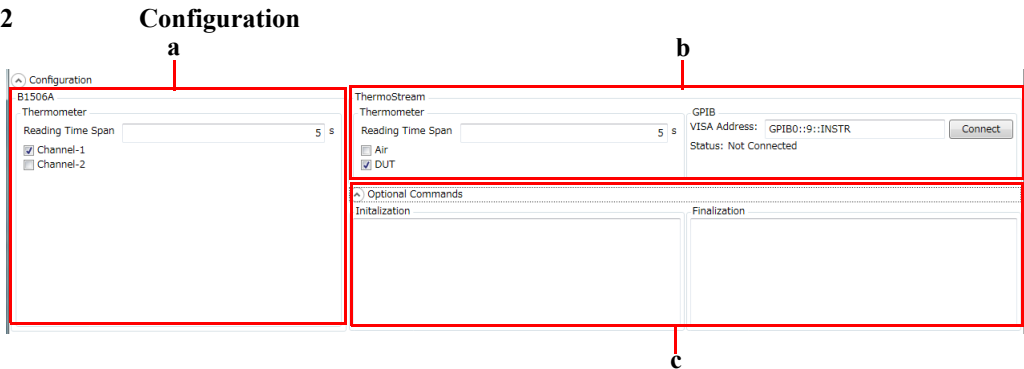 2 Configuration
a
b
Configuration
B1506A
Thermometer
Reading Time Span 5 s
Channel-1
Channel-2
ThermoStream
Thermometer
Reading Time Span 5 s
Air
DUT
GPIB
VISA Address: GPIB0::9::INSTR Connect
Status: Not Connected
Optional Commands
Initalization
Finalization
c